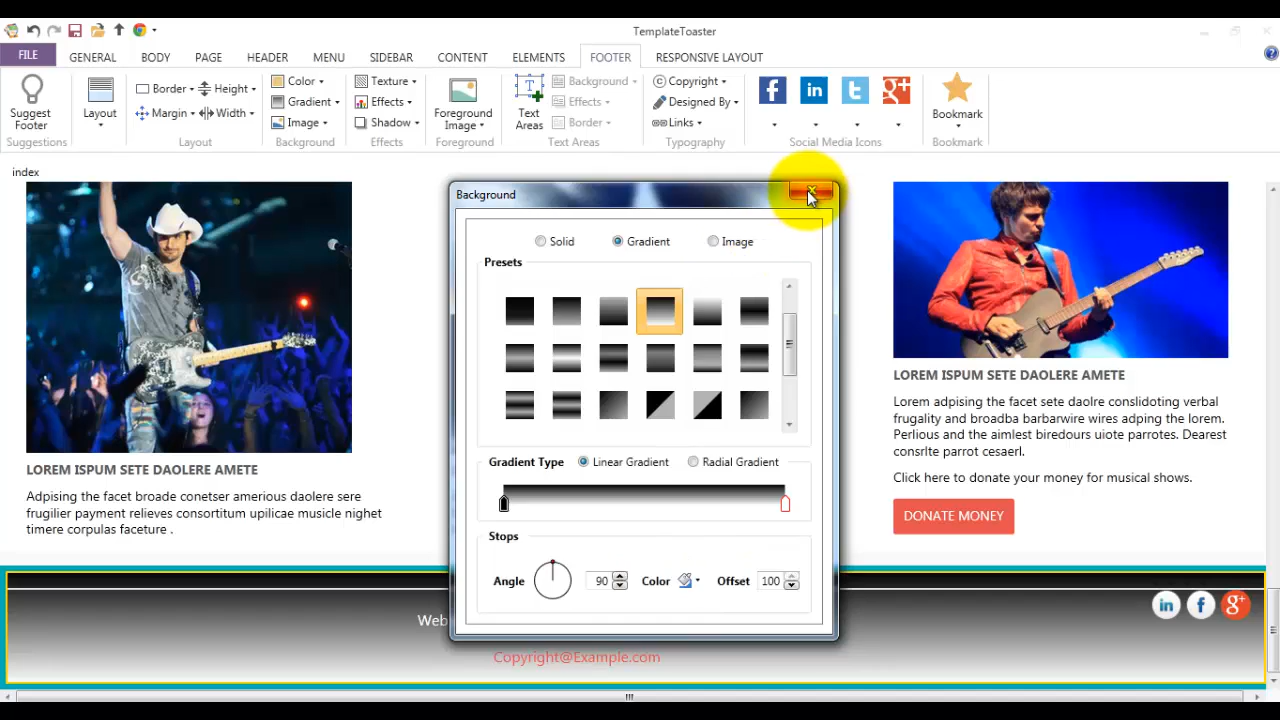 TemplateToaster
FILE GENERAL BODY PAGE HEADER MENU SIDEBAR CONTENT ELEMENTS FOOTER RESPONSIVE LAYOUT
Suggest Footer
Layout
Border Height
Margin Width
Color
Gradient
Image
Texture
Effects
Shadow
Foreground Image
Text Areas
Background
Effects
Border
Copyright
Designed By
Links
Bookmark
Suggestions Layout Background Effects Foreground Text Areas Typography Social Media Icons Bookmark
index
Background
Solid Gradient Image
Presets
Gradient Type Linear Gradient Radial Gradient
Stops
Angle 90 Color Offset 100
LOREM ISPUM SETE DAOLERE AMETE
Adpising the facet broade conetser amerious daolere sere
frugilier payment relieves consortitum upilicae musicle nighet
timere corpulas faceture .
LOREM ISPUM SETE DAOLERE AMETE
Lorem adpising the facet sete daolre conslidoting verbal
frugality and broadba barbarwire wires adping the lorem.
Perlious and the aimlest biredours uiote parrotes. Dearest
consrlte parrot cesaerl.
Click here to donate your money for musical shows.
DONATE MONEY
Web
Copyright@Example.com